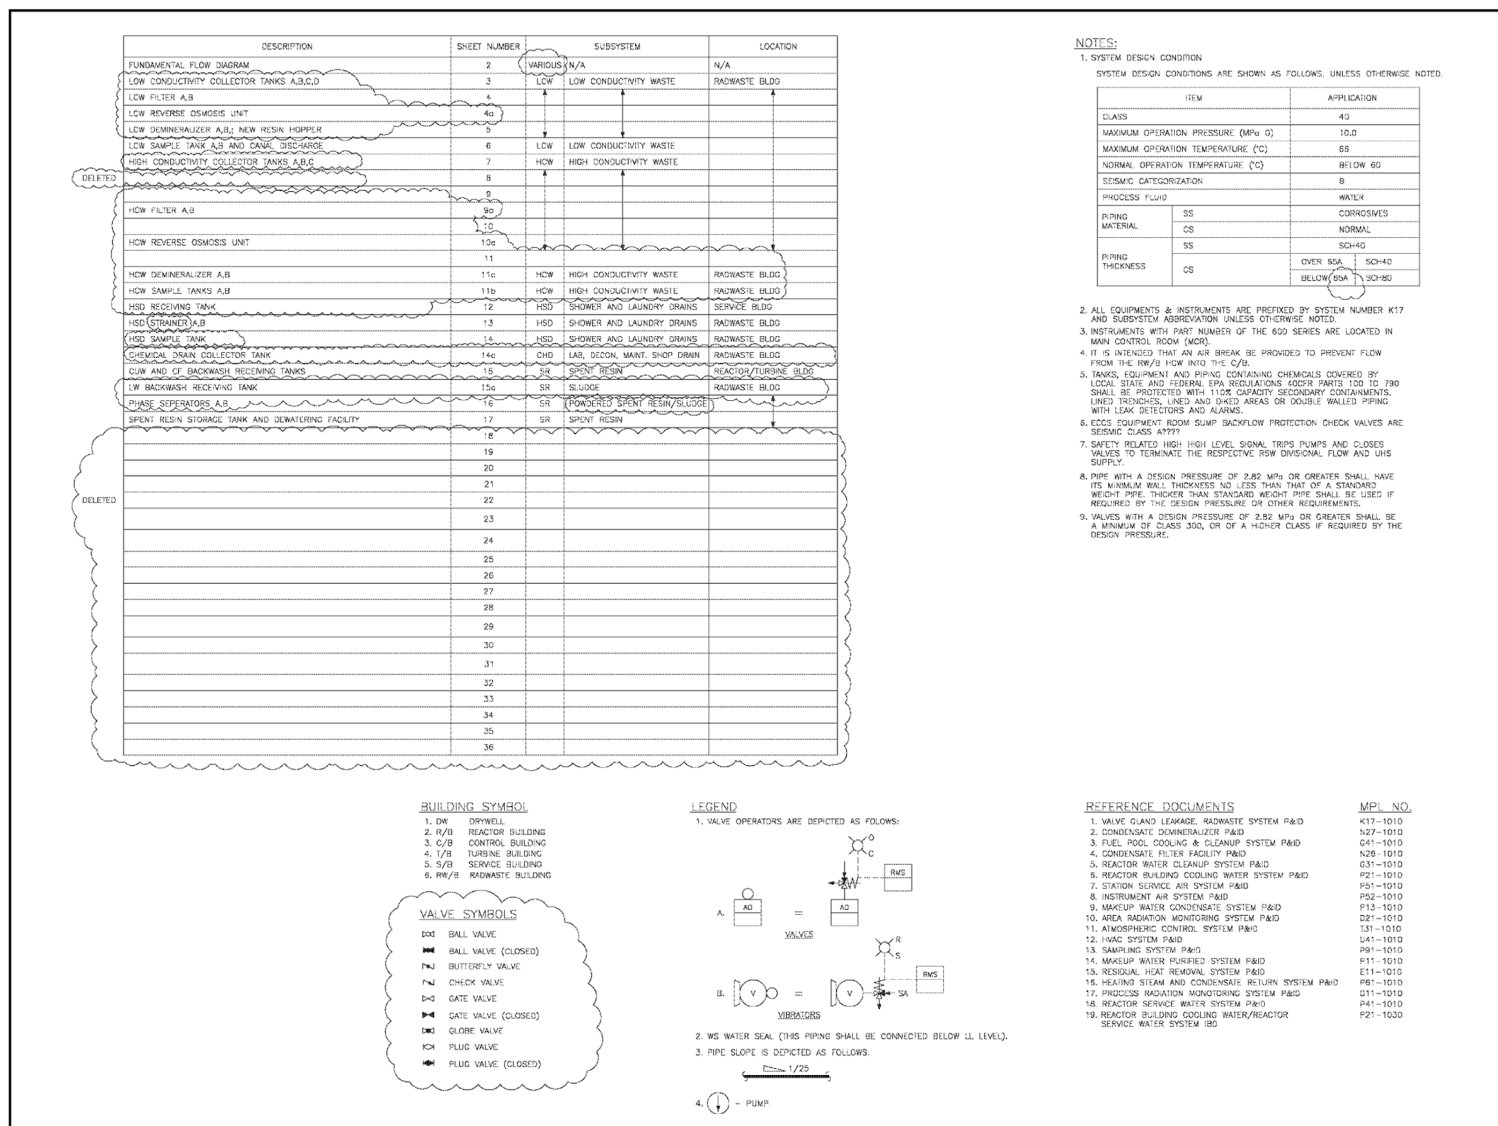 DESCRIPTION SHEET NUMBER SUBSYSTEM LOCATION
FUNDAMENTAL FLOW DIAGRAM 2 VARIOUS N/A N/A
LOW CONDUCTIVITY COLLECTOR TANKS A,B,C,D 3 LCW LOW CONDUCTIVITY WASTE RADWASTE BLDG
LCW FILTER A,B 4
LCW REVERSE OSMOSIS UNIT 4a
LCW DEMINERALIZER A,B,; NEW RESIN HOPPER 5
LCW SAMPLE TANK A,B AND CANAL DISCHARGE 6 LCW LOW CONDUCTIVITY WASTE
HIGH CONDUCTIVITY COLLECTOR TANKS A,B,C 7 HCW HIGH CONDUCTIVITY WASTE
DELETED 8
9
HCW FILTER A,B 9a
10
HCW REVERSE OSMOSIS UNIT 10a
11
HCW DEMINERALIZER A,B 11a HCW HIGH CONDUCTIVITY WASTE RADWASTE BLDG
HCW SAMPLE TANKS A,B 11b HCW HIGH CONDUCTIVITY WASTE RADWASTE BLDG
HSD RECEIVING TANK 12 HSD SHOWER AND LAUNDRY DRAINS SERVICE BLDG
HSD STRAINER A,B 13 HSD SHOWER AND LAUNDRY DRAINS RADWASTE BLDG
HSD SAMPLE TANK 14 HSD SHOWER AND LAUNDRY DRAINS RADWASTE BLDG
CHEMICAL DRAIN COLLECTOR TANK 14a CHD LAB, DECON, MAINT. SHOP DRAIN RADWASTE BLDG
CUW AND CF BACKWASH RECEIVING TANKS 15 SR SPENT RESIN REACTOR/TURBINE BLDG
LW BACKWASH RECEIVING TANK 15a SR SLUDGE RADWASTE BLDG
PHASE SEPERATORS A,B 16 SR POWDERED SPENT RESIN/SLUDGE
SPENT RESIN STORAGE TANK AND DEWATERING FACILITY 17 SR SPENT RESIN
18
19
20
21
DELETED 22
23
24
25
26
27
28
29
30
31
32
33
34
35
36
NOTES:
1. SYSTEM DESIGN CONDITION
SYSTEM DESIGN CONDITIONS ARE SHOWN AS FOLLOWS, UNLESS OTHERWISE NOTED.
ITEM APPLICATION
CLASS 4D
MAXIMUM OPERATION PRESSURE (MPa G) 10.0
MAXIMUM OPERATION TEMPERATURE (°C) 66
NORMAL OPERATION TEMPERATURE (°C) BELOW 60
SEISMIC CATEGORIZATION B
PROCESS FLUID WATER
PIPING MATERIAL SS CORROSIVES
CS NORMAL
PIPING THICKNESS SS SCH40
CS OVER 65A SCH40
BELOW 65A SCH80
2. ALL EQUIPMENTS & INSTRUMENTS ARE PREFIXED BY SYSTEM NUMBER K17
AND SUBSYSTEM ABBREVIATION UNLESS OTHERWISE NOTED.
3. INSTRUMENTS WITH PART NUMBER OF THE 600 SERIES ARE LOCATED IN
MAIN CONTROL ROOM (MCR).
4. IT IS INTENDED THAT AN AIR BREAK BE PROVIDED TO PREVENT FLOW
FROM THE RW/B HCW INTO THE C/B.
5. TANKS, EQUIPMENT AND PIPING CONTAINING CHEMICALS COVERED BY
LOCAL STATE AND FEDERAL EPA REGULATIONS 40CFR PARTS 100 TO 790
SHALL BE PROTECTED WITH 110% CAPACITY SECONDARY CONTAINMENTS,
LINED TRENCHES, LINED AND DIKED AREAS OR DOUBLE WALLED PIPING
WITH LEAK DETECTORS AND ALARMS.
6. ECCS EQUIPMENT ROOM SUMP BACKFLOW PROTECTION CHECK VALVES ARE
SEISMIC CLASS A????
7. SAFETY RELATED HIGH HIGH LEVEL SIGNAL TRIPS PUMPS AND CLOSES
VALVES TO TERMINATE THE RESPECTIVE RSW DIVISIONAL FLOW AND UHS
SUPPLY.
8. PIPE WITH A DESIGN PRESSURE OF 2.82 MPa OR GREATER SHALL HAVE
ITS MINIMUM WALL THICKNESS NO LESS THAN THAT OF A STANDARD
WEIGHT PIPE. THICKER THAN STANDARD WEIGHT PIPE SHALL BE USED IF
REQUIRED BY THE DESIGN PRESSURE OR OTHER REQUIREMENTS.
9. VALVES WITH A DESIGN PRESSURE OF 2.82 MPa OR GREATER SHALL BE
A MINIMUM OF CLASS 300, OR OF A HIGHER CLASS IF REQUIRED BY THE
DESIGN PRESSURE.
BUILDING SYMBOL
1. DW DRYWELL
2. R/B REACTOR BUILDING
3. C/B CONTROL BUILDING
4. T/B TURBINE BUILDING
5. S/B SERVICE BUILDING
6. RW/B RADWASTE BUILDING
VALVE SYMBOLS
BALL VALVE
BALL VALVE (CLOSED)
BUTTERFLY VALVE
CHECK VALVE
GATE VALVE
GATE VALVE (CLOSED)
GLOBE VALVE
PLUG VALVE
PLUG VALVE (CLOSED)
LEGEND
1. VALVE OPERATORS ARE DEPICTED AS FOLOWS:
O
C
RMS
A. AO = AO
VALVES
R
S
RMS
B. V = V SA
VIBRATORS
2. WS WATER SEAL (THIS PIPING SHALL BE CONNECTED BELOW LL LEVEL).
3. PIPE SLOPE IS DEPICTED AS FOLLOWS:
1/25
4. - PUMP
REFERENCE DOCUMENTS MPL NO.
1. VALVE GLAND LEAKAGE, RADWASTE SYSTEM P&ID K17-1010
2. CONDENSATE DEMINERALIZER P&ID N27-1010
3. FUEL POOL COOLING & CLEANUP SYSTEM P&ID G41-1010
4. CONDENSATE FILTER FACILITY P&ID N26-1010
5. REACTOR WATER CLEANUP SYSTEM P&ID G31-1010
6. REACTOR BUILDING COOLING WATER SYSTEM P&ID P21-1010
7. STATION SERVICE AIR SYSTEM P&ID P51-1010
8. INSTRUMENT AIR SYSTEM P&ID P52-1010
9. MAKEUP WATER CONDENSATE SYSTEM P&ID P13-1010
10. AREA RADIATION MONITORING SYSTEM P&ID D21-1010
11. ATMOSPHERIC CONTROL SYSTEM P&ID T31-1010
12. HVAC SYSTEM P&ID U41-1010
13. SAMPLING SYSTEM P&ID P91-1010
14. MAKEUP WATER PURIFIED SYSTEM P&ID P11-1010
15. RESIDUAL HEAT REMOVAL SYSTEM P&ID E11-1010
16. HEATING STEAM AND CONDENSATE RETURN SYSTEM P&ID P61-1010
17. PROCESS RADIATION MONOTORING SYSTEM P&ID D11-1010
18. REACTOR SERVICE WATER SYSTEM P&ID P41-1010
19. REACTOR BUILDING COOLING WATER/REACTOR P21-1030
SERVICE WATER SYSTEM IBD